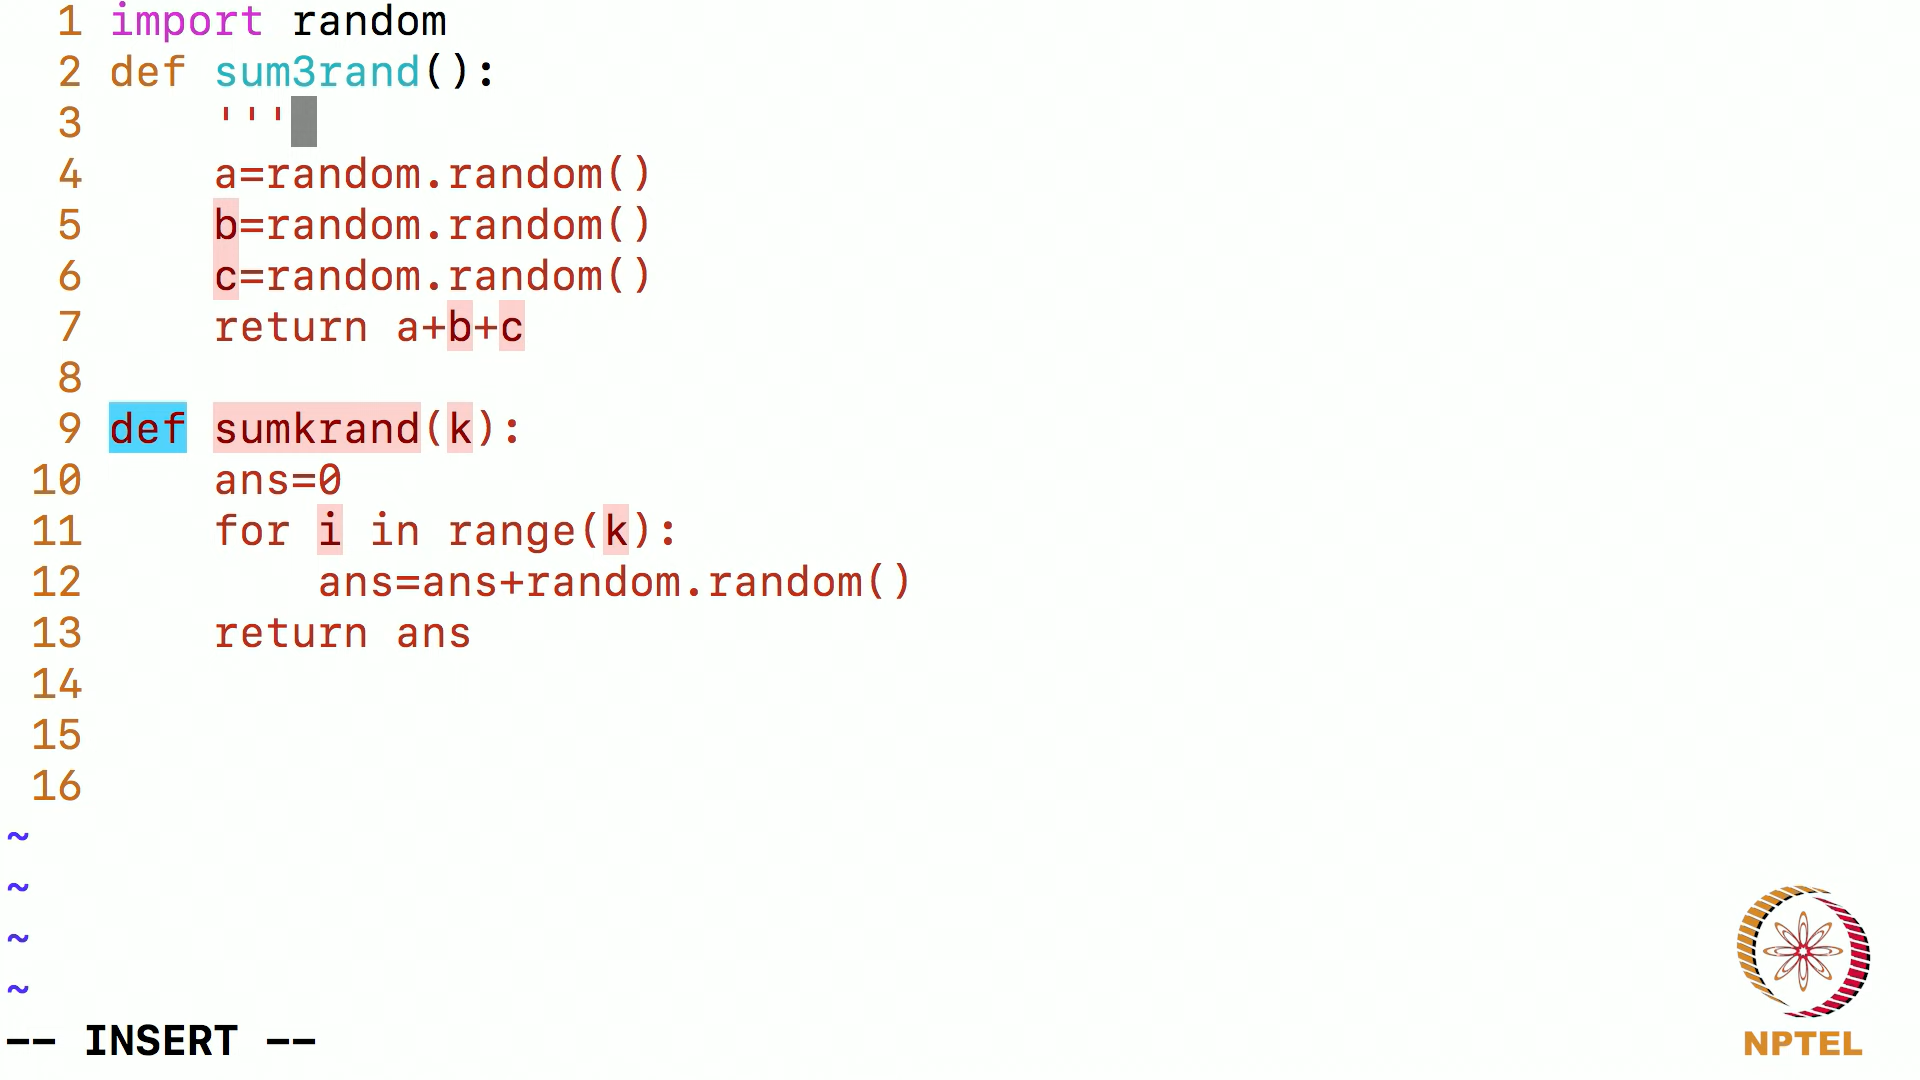 1 import random
2 def sum3rand():
3     '''
4     a=random.random()
5     b=random.random()
6     c=random.random()
7     return a+b+c
8
9 def sumkrand(k):
10     ans=0
11     for i in range(k):
12         ans=ans+random.random()
13     return ans
14
15
16
~
~
~
~
-- INSERT --
NPTEL